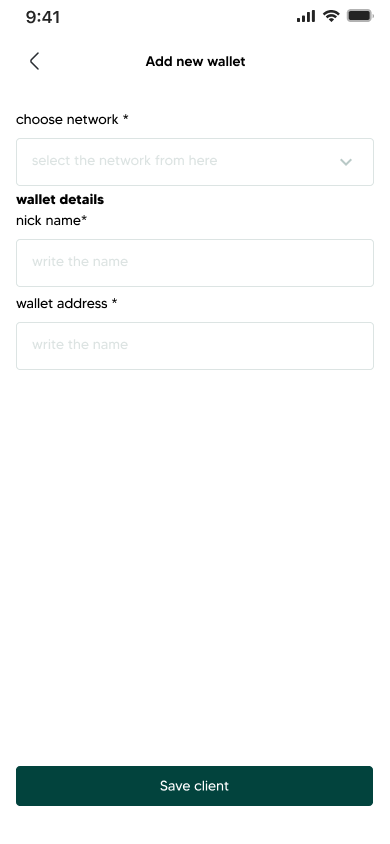 9:41
Add new wallet
choose network *
select the network from here
wallet details
nick name*
write the name
wallet address *
write the name
Save client